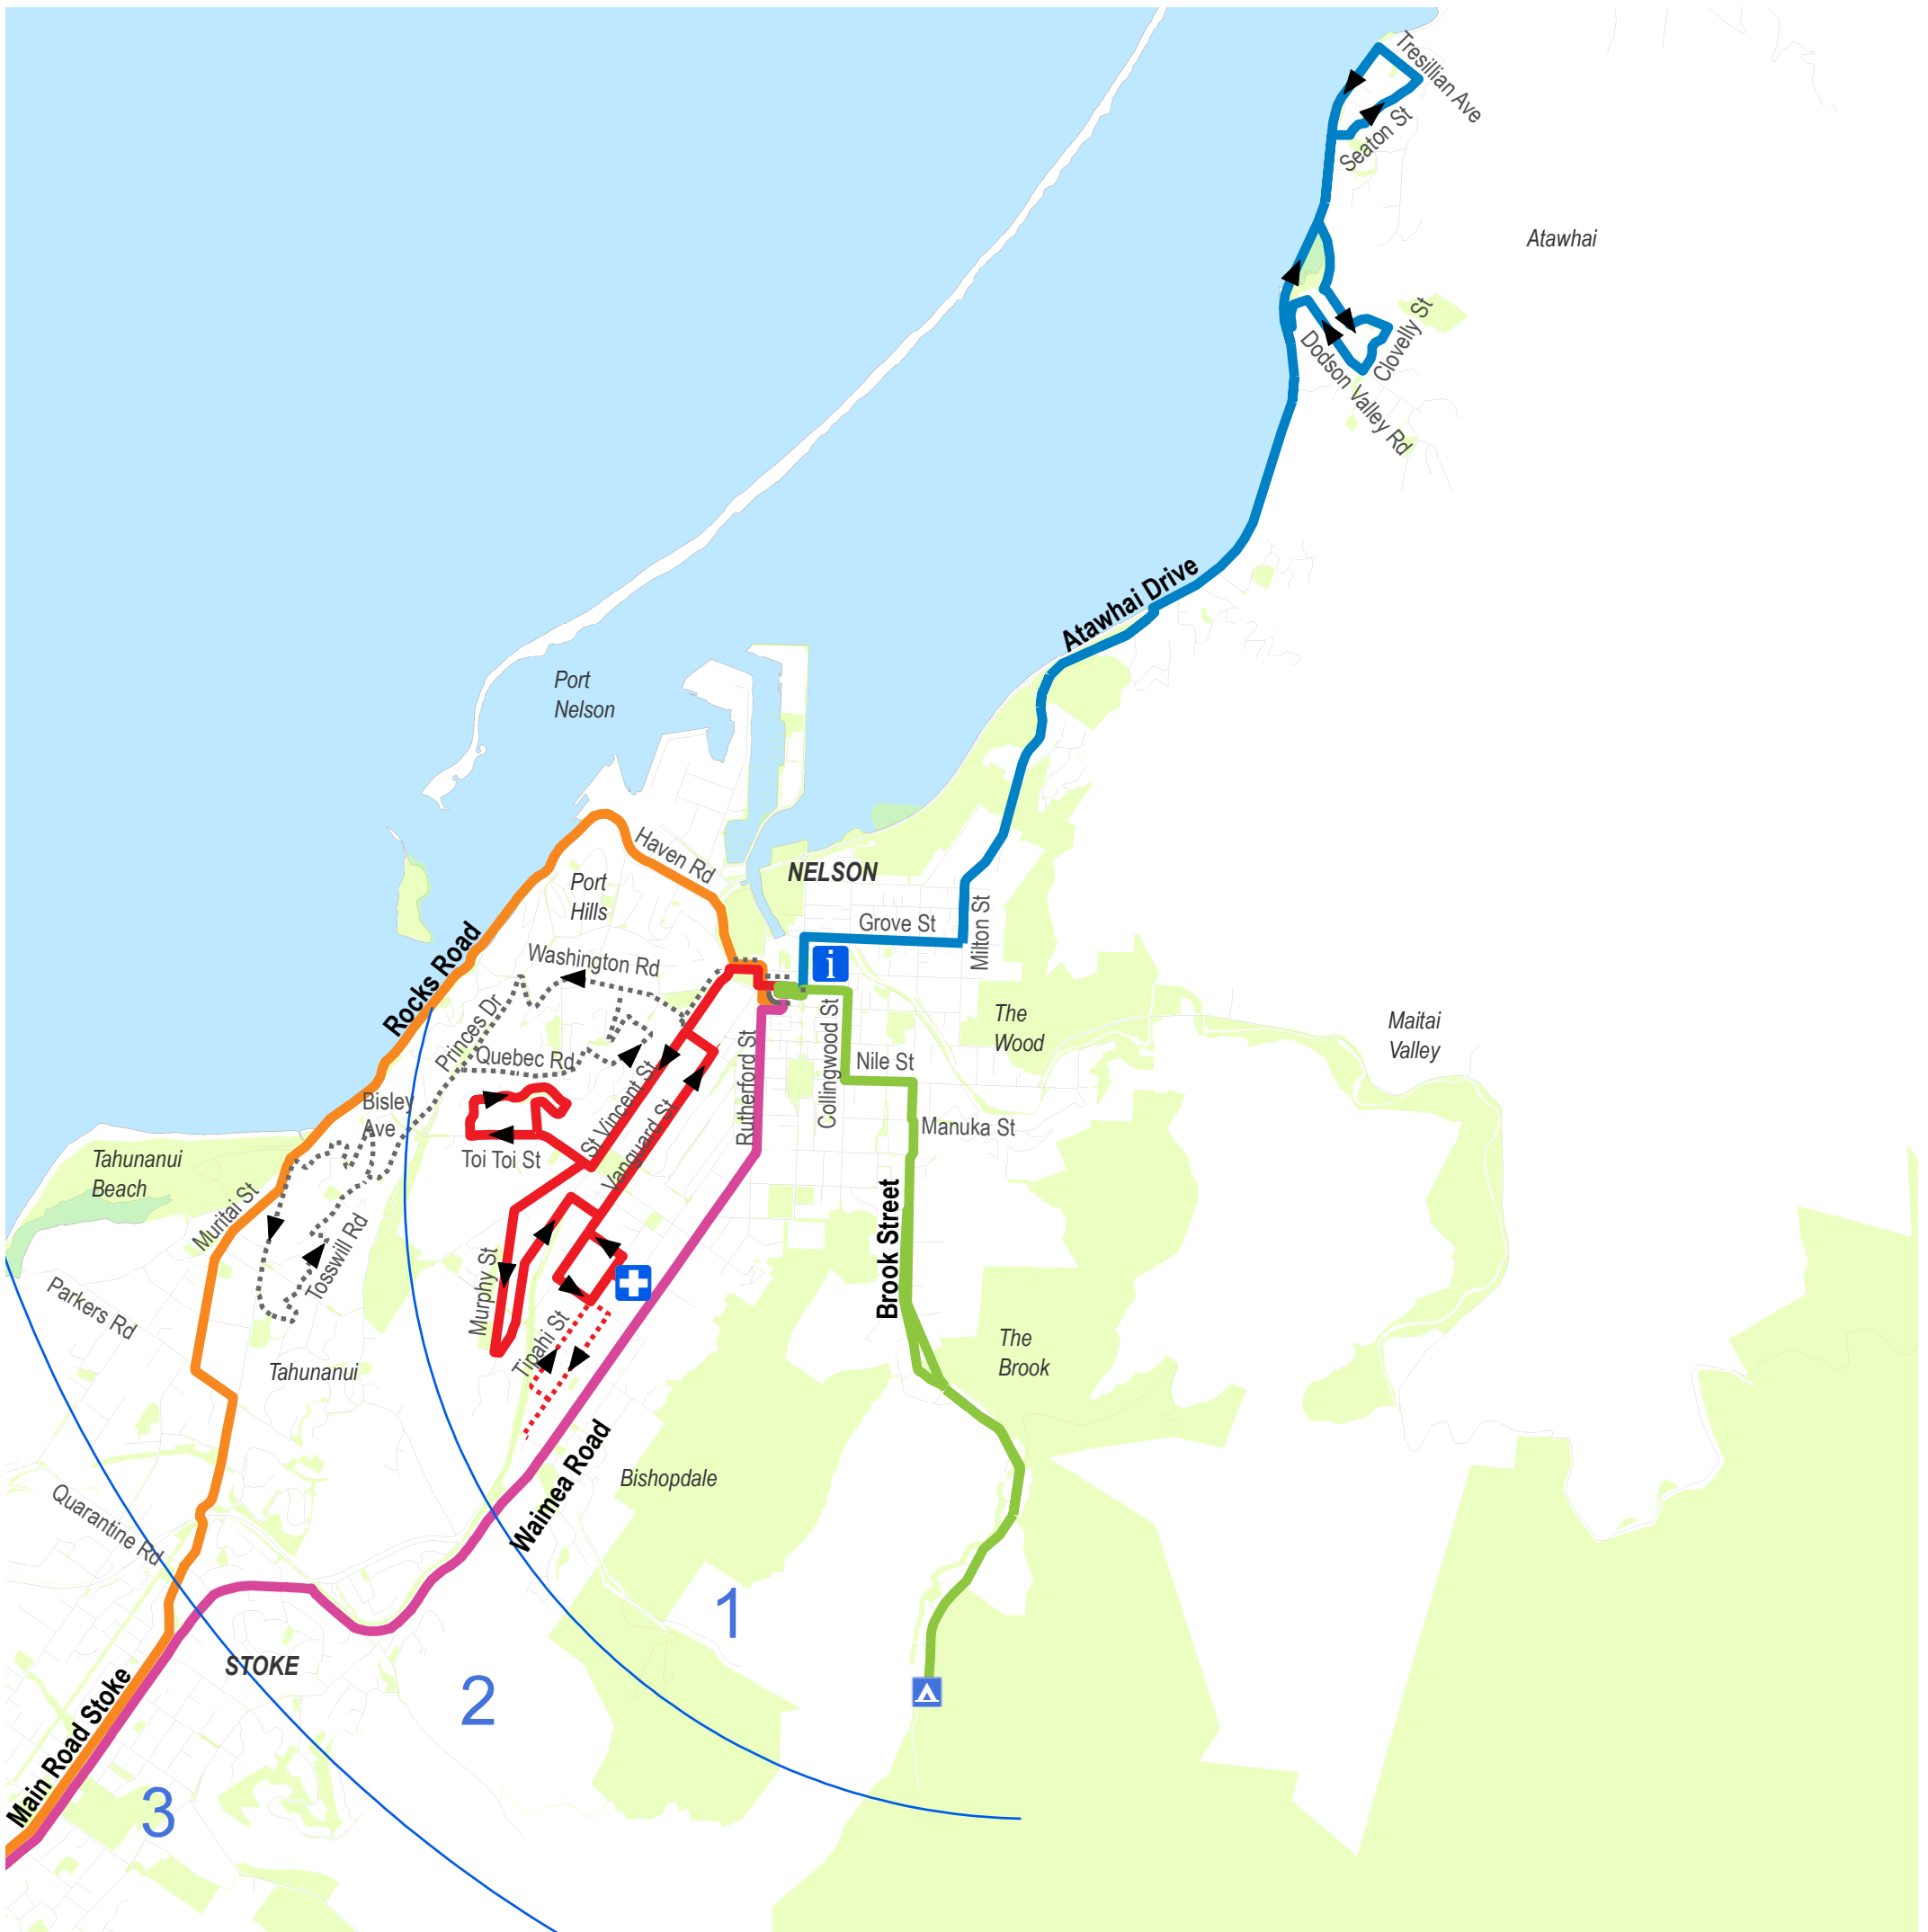 Tresillian Ave
Seaton St
Atawhai
Clovelly St
Dodson Valley Rd
Atawhai Drive
Port
Nelson
Haven Rd
NELSON
Port
Hills
Grove St
Milton St
Rocks Road
Washington Rd
i
Princes Dr
Quebec Rd
Collingwood St
The
Wood
Maitai
Valley
Rutherford St
Nile St
St Vincent St
Bisley
Ave
Vanguard St
Manuka St
Toi Toi St
Tahunanui
Beach
Muritai St
Tosswill Rd
Murphy St
Brook Street
Parkers Rd
Tipahi St
Tahunanui
The
Brook
Waimea Road
Bishopdale
Quarantine Rd
1
STOKE
2
Main Road Stoke
3